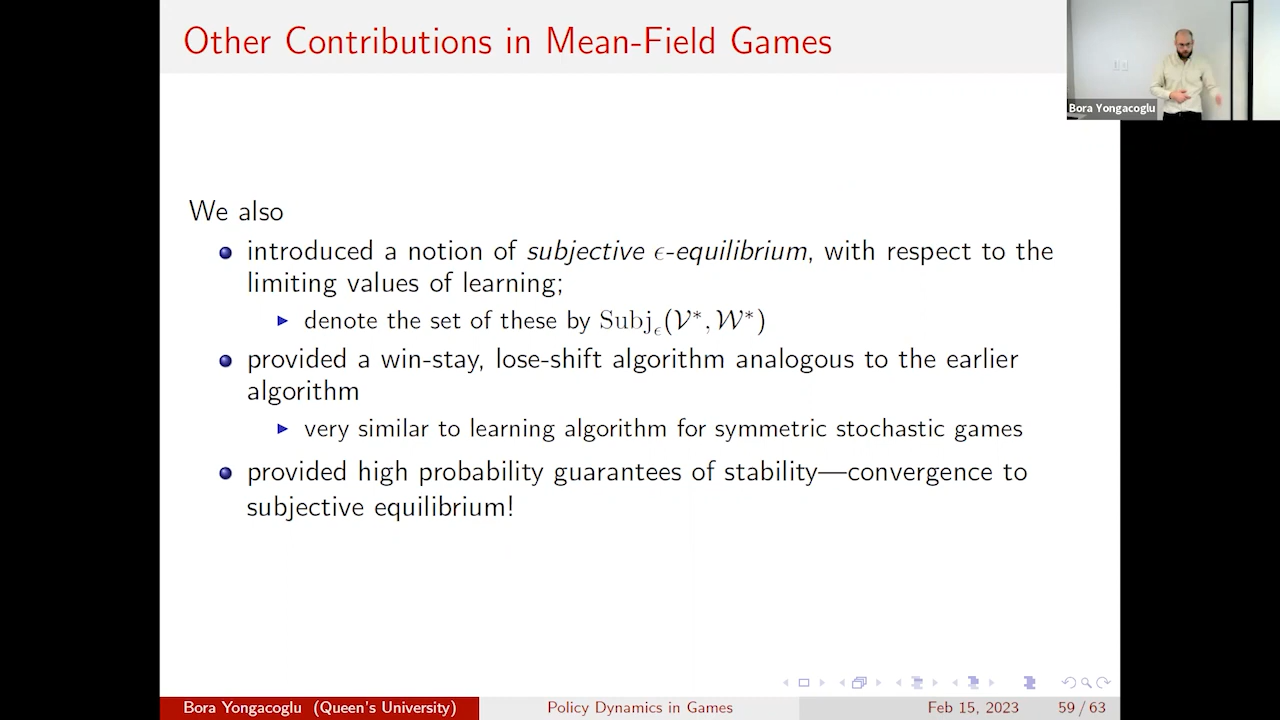 Other Contributions in Mean-Field Games
Bora Yongacoglu
We also
introduced a notion of subjective ϵ-equilibrium, with respect to the
limiting values of learning;
denote the set of these by Subj_ϵ(𝒱*, 𝒲*)
provided a win-stay, lose-shift algorithm analogous to the earlier
algorithm
very similar to learning algorithm for symmetric stochastic games
provided high probability guarantees of stability—convergence to
subjective equilibrium!
Bora Yongacoglu (Queen's University) Policy Dynamics in Games Feb 15, 2023 59 / 63